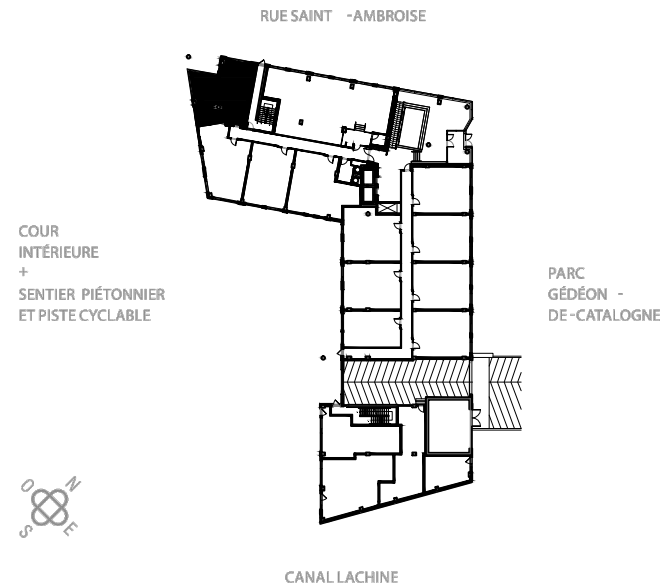 RUE SAINT -AMBROISE
COUR
INTÉRIEURE
+
SENTIER PIÉTONNIER
ET PISTE CYCLABLE
PARC
GÉDÉON -
DE-CATALOGNE
O N
S E
CANAL LACHINE